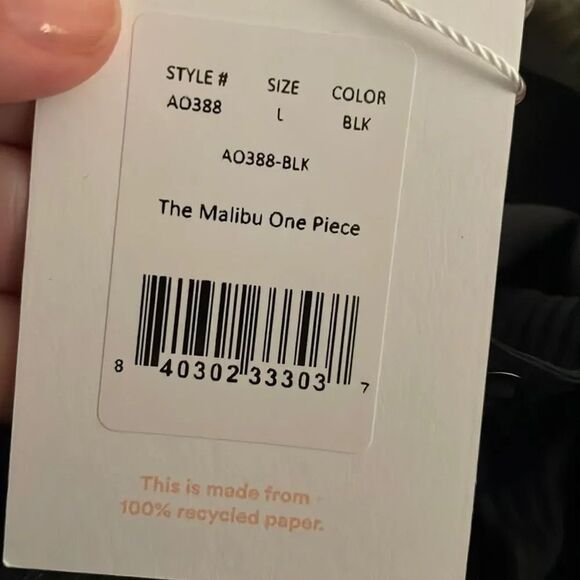 STYLE # SIZE COLOR
AO388 L BLK
AO388-BLK
The Malibu One Piece
8 40302 33303 7
This is made from
100% recycled paper.